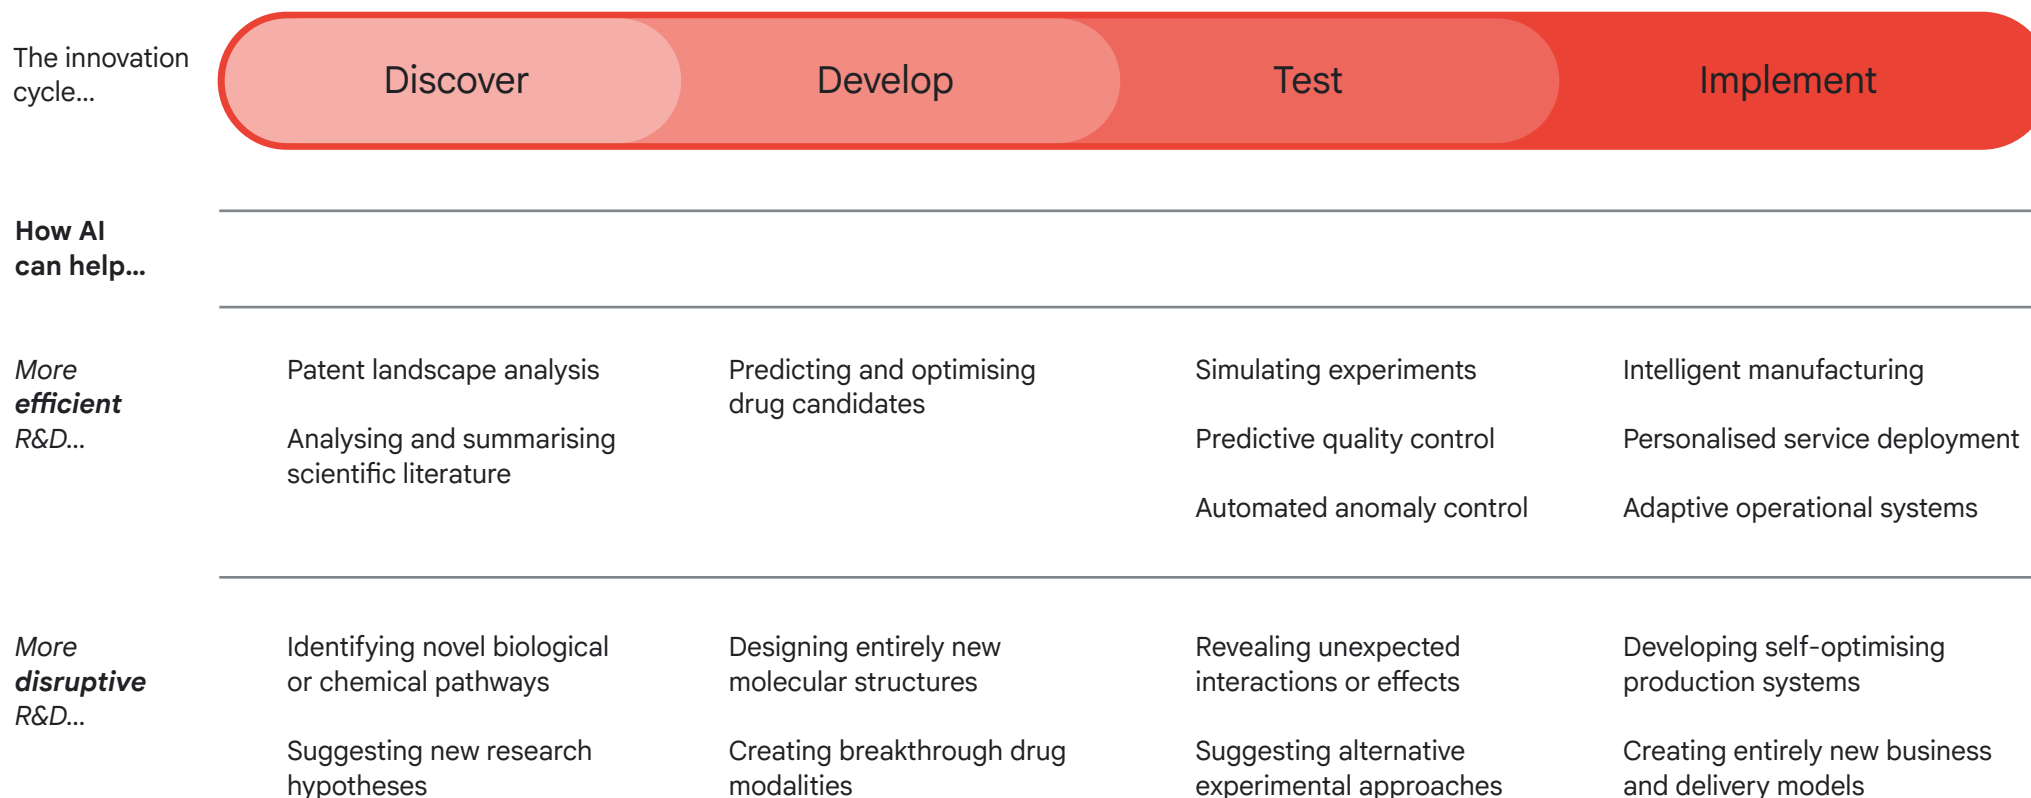 The innovation
cycle...
Discover
Develop
Test
Implement
How AI
can help...
More
efficient
R&D...
Patent landscape analysis
Analysing and summarising
scientific literature
Predicting and optimising
drug candidates
Simulating experiments
Predictive quality control
Automated anomaly control
Intelligent manufacturing
Personalised service deployment
Adaptive operational systems
More
disruptive
R&D...
Identifying novel biological
or chemical pathways
Suggesting new research
hypotheses
Designing entirely new
molecular structures
Creating breakthrough drug
modalities
Revealing unexpected
interactions or effects
Suggesting alternative
experimental approaches
Developing self-optimising
production systems
Creating entirely new business
and delivery models